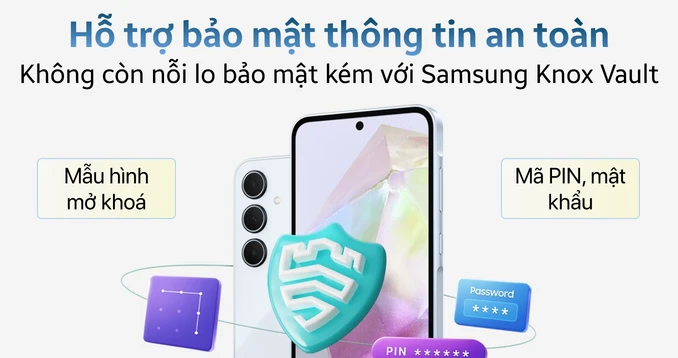 Hỗ trợ bảo mật thông tin an toàn
Không còn nỗi lo bảo mật kém với Samsung Knox Vault
Mẫu hình
mở khoá
Mã PIN, mật
khẩu
Password
****
PIN ******